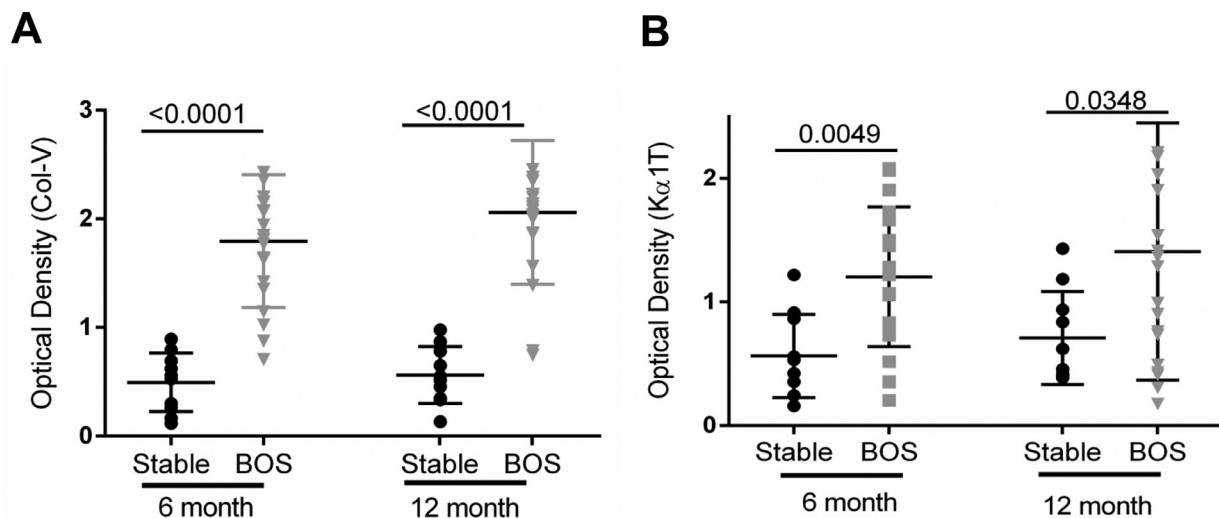 A
Optical Density (Col-V)
3
2
1
0
<0.0001
<0.0001
Stable BOS Stable BOS
6 month 12 month
B
Optical Density (Kα1T)
2
1
0
0.0049
0.0348
Stable BOS Stable BOS
6 month 12 month